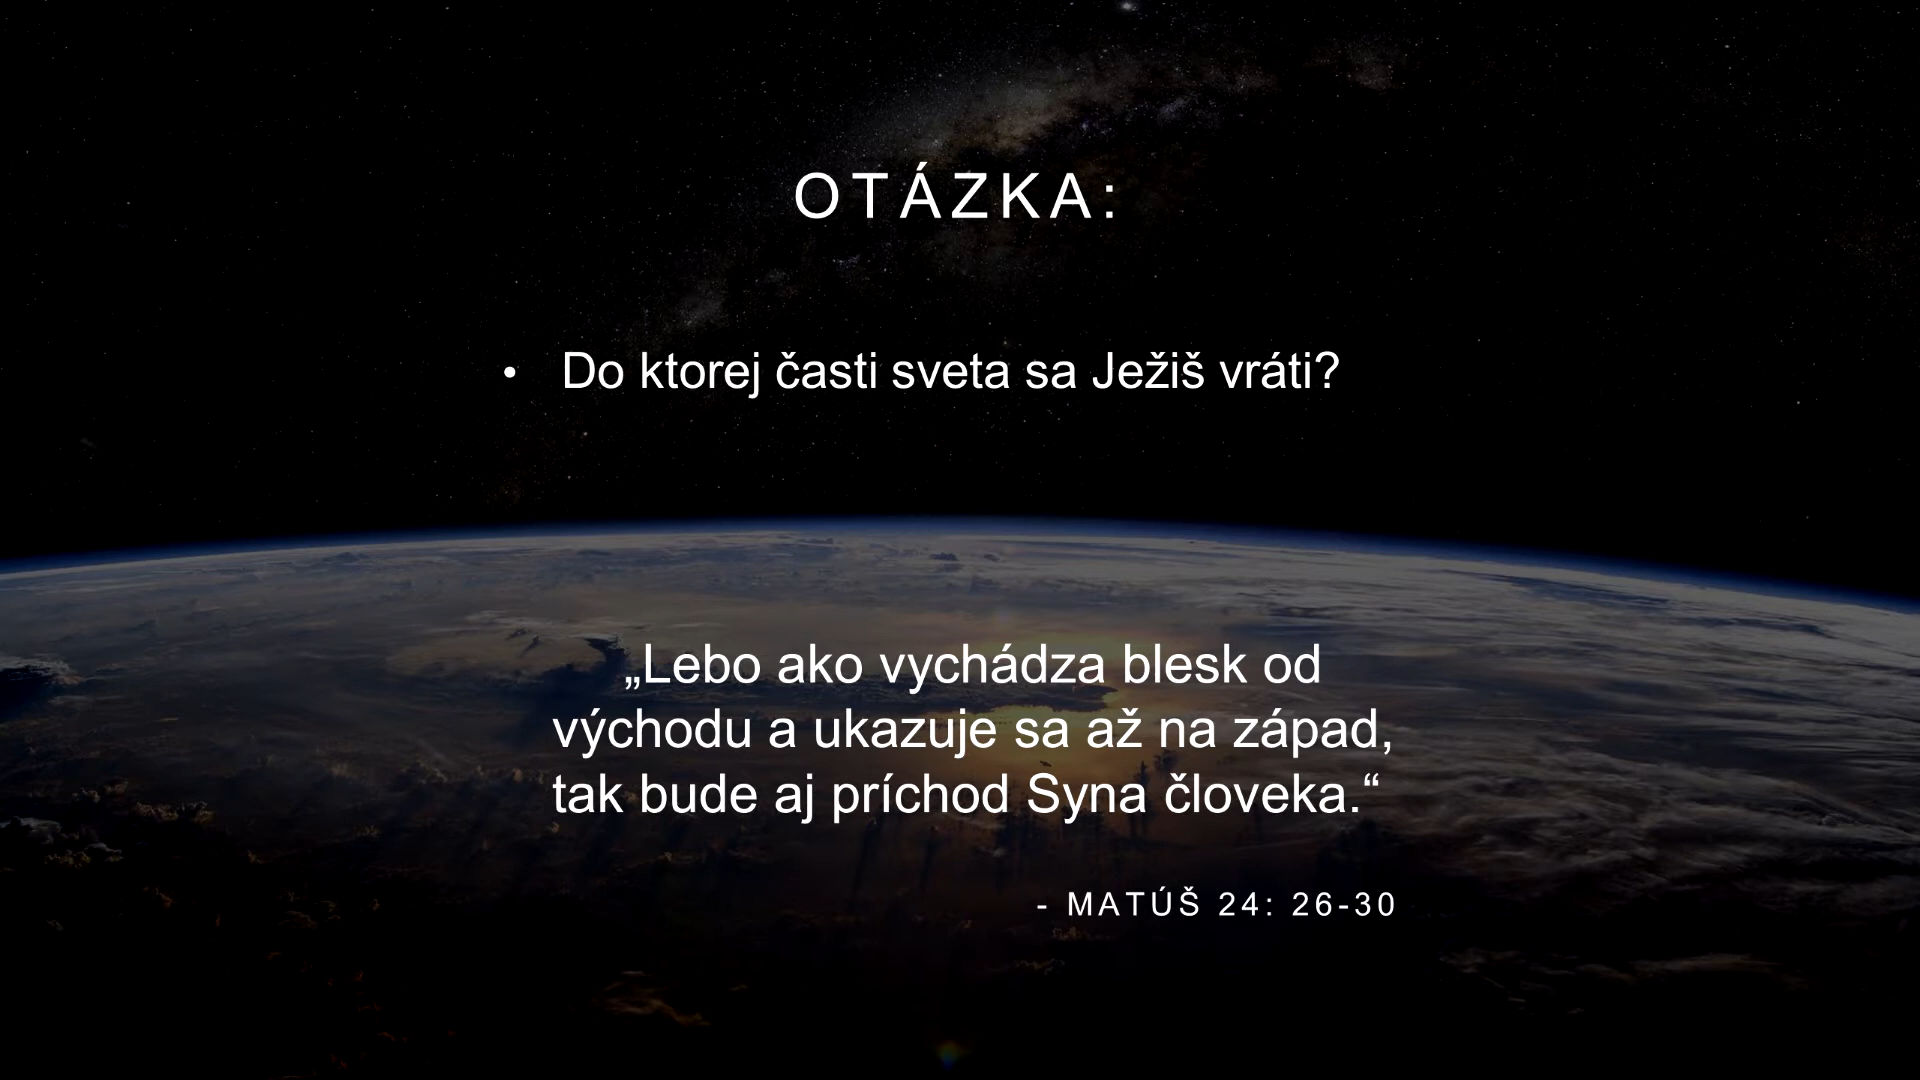 OTÁZKA:
• Do ktorej časti sveta sa Ježiš vráti?
„Lebo ako vychádza blesk od
východu a ukazuje sa až na západ,
tak bude aj príchod Syna človeka.“
- MATÚŠ 24: 26-30